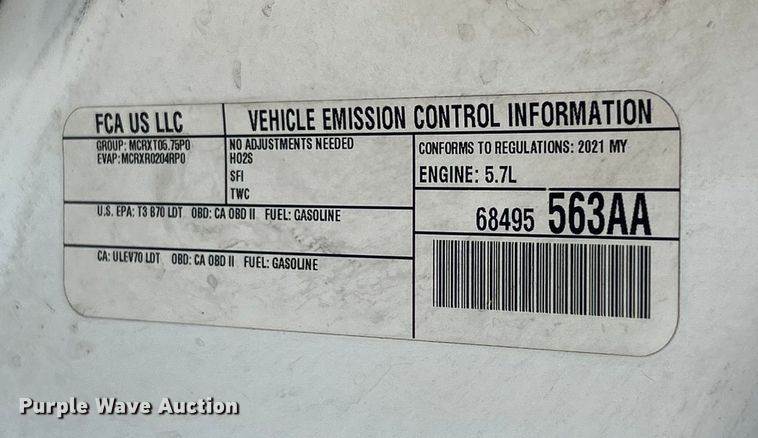 FCA US LLC
VEHICLE EMISSION CONTROL INFORMATION
GROUP: MCRXT05.75P0
EVAP: MCRXR0204RP0
NO ADJUSTMENTS NEEDED
HO2S
SFI
TWC
CONFORMS TO REGULATIONS: 2021 MY
ENGINE: 5.7L
U.S. EPA: T3 B70 LDT OBD: CA OBD II FUEL: GASOLINE
68495 563AA
CA: ULEV70 LDT OBD: CA OBD II FUEL: GASOLINE
Purple Wave Auction